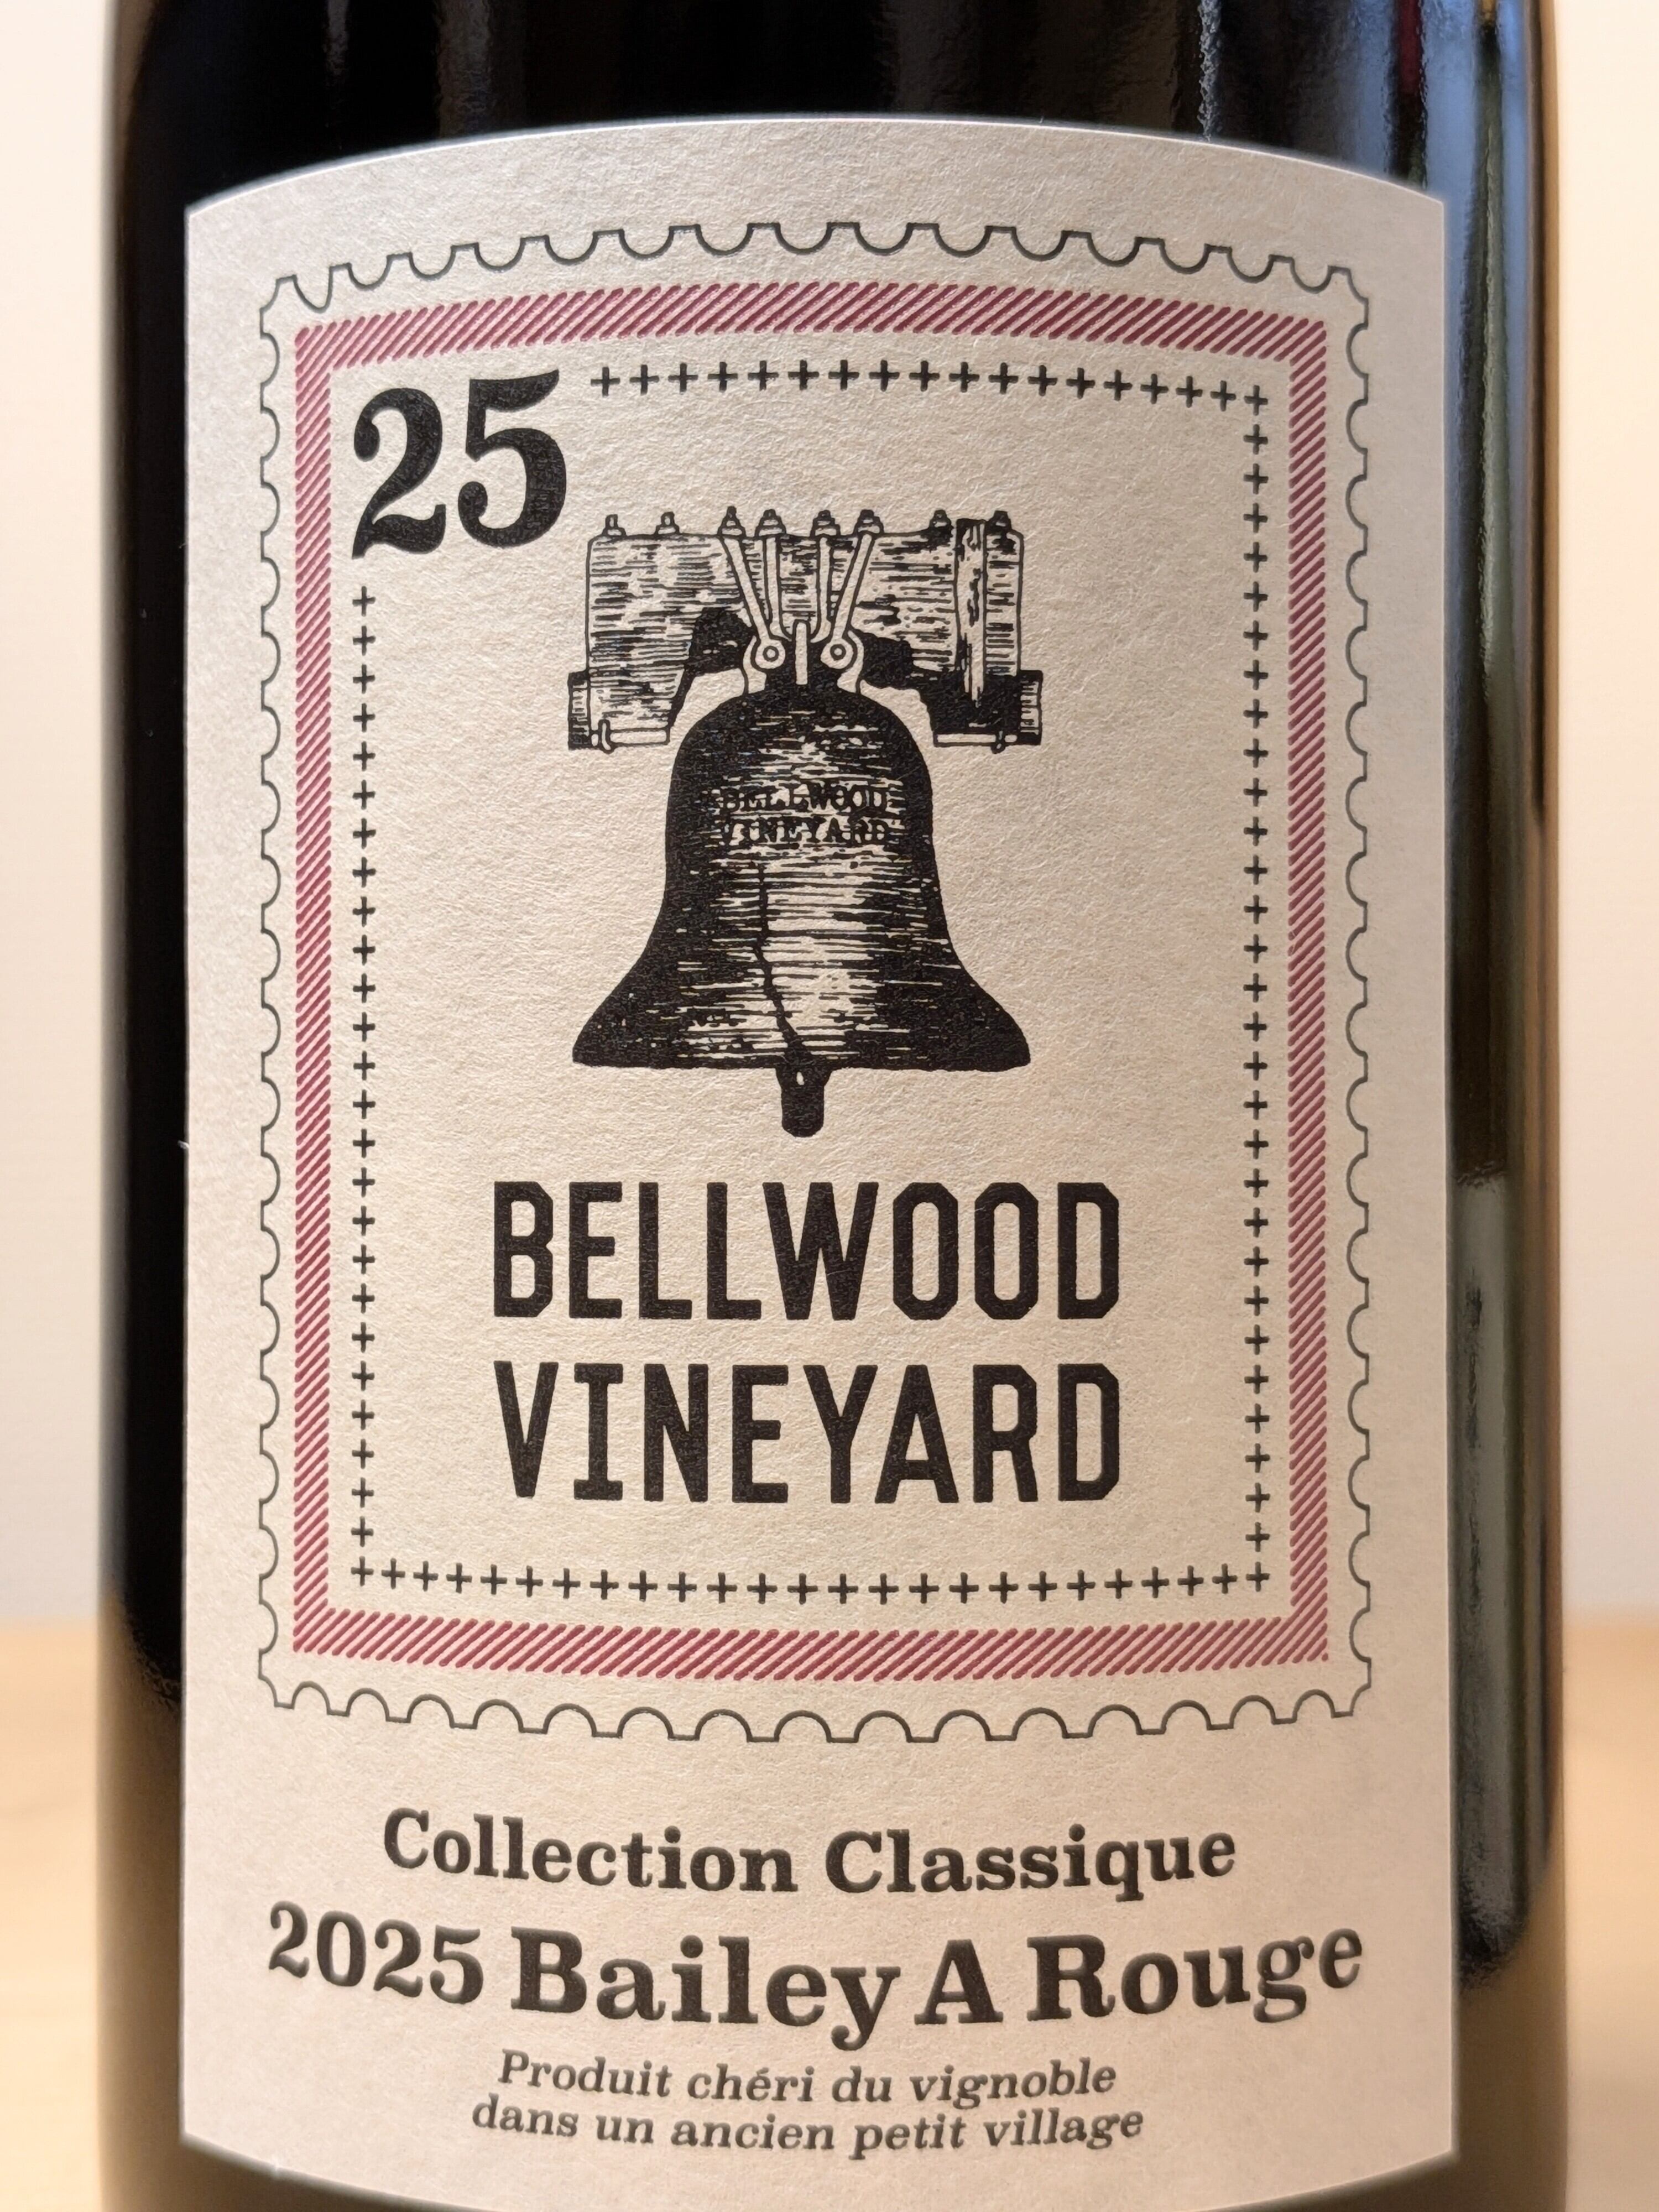 25
BELLWOOD
VINEYARD
BELLWOOD
VINEYARD
Collection Classique
2025 Bailey A Rouge
Produit chéri du vignoble
dans un ancien petit village